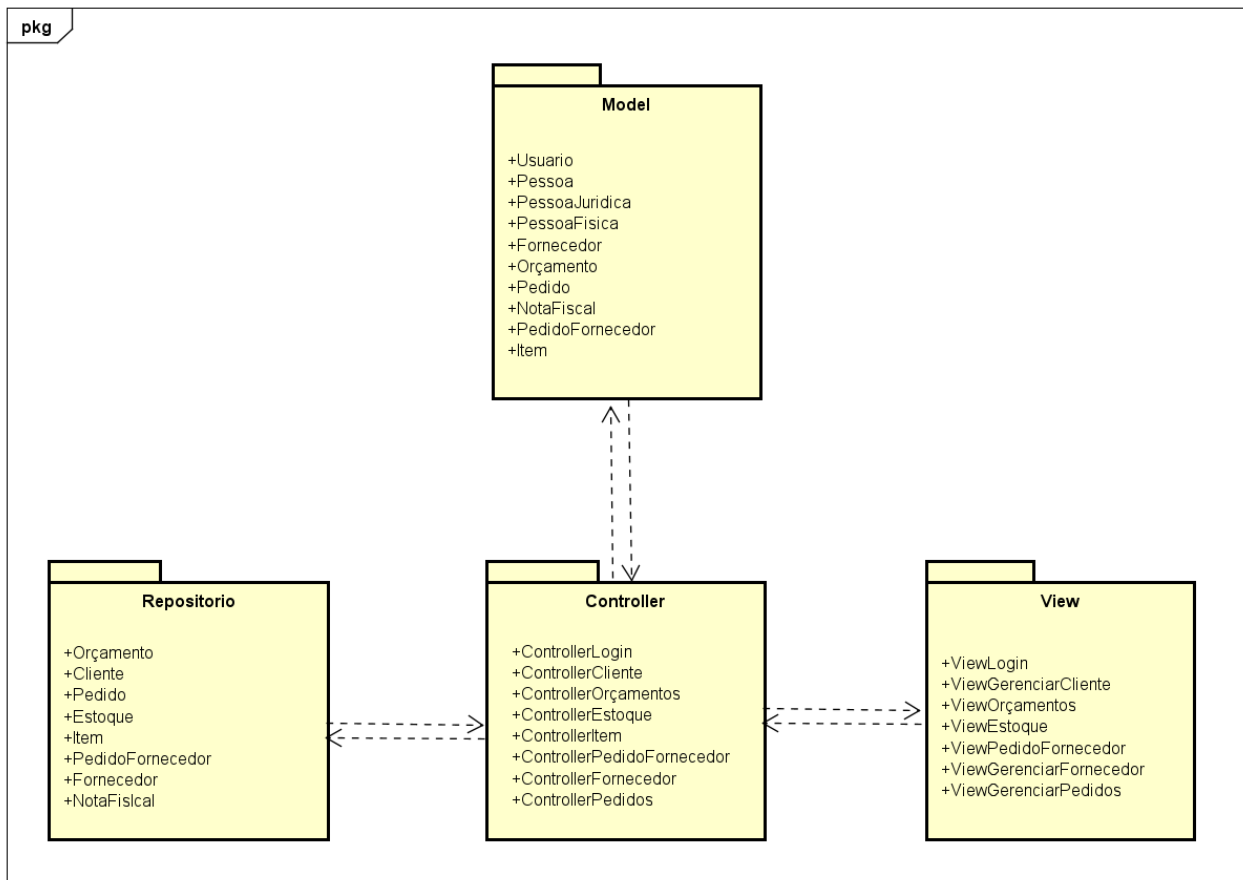 pkg
Model
+Usuario
+Pessoa
+PessoaJuridica
+PessoaFisica
+Fornecedor
+Orçamento
+Pedido
+NotaFiscal
+PedidoFornecedor
+Item
Repositorio
+Orçamento
+Cliente
+Pedido
+Estoque
+Item
+PedidoFornecedor
+Fornecedor
+NotaFislcal
Controller
+ControllerLogin
+ControllerCliente
+ControllerOrçamentos
+ControllerEstoque
+ControllerItem
+ControllerPedidoFornecedor
+ControllerFornecedor
+ControllerPedidos
View
+ViewLogin
+ViewGerenciarCliente
+ViewOrçamentos
+ViewEstoque
+ViewPedidoFornecedor
+ViewGerenciarFornecedor
+ViewGerenciarPedidos